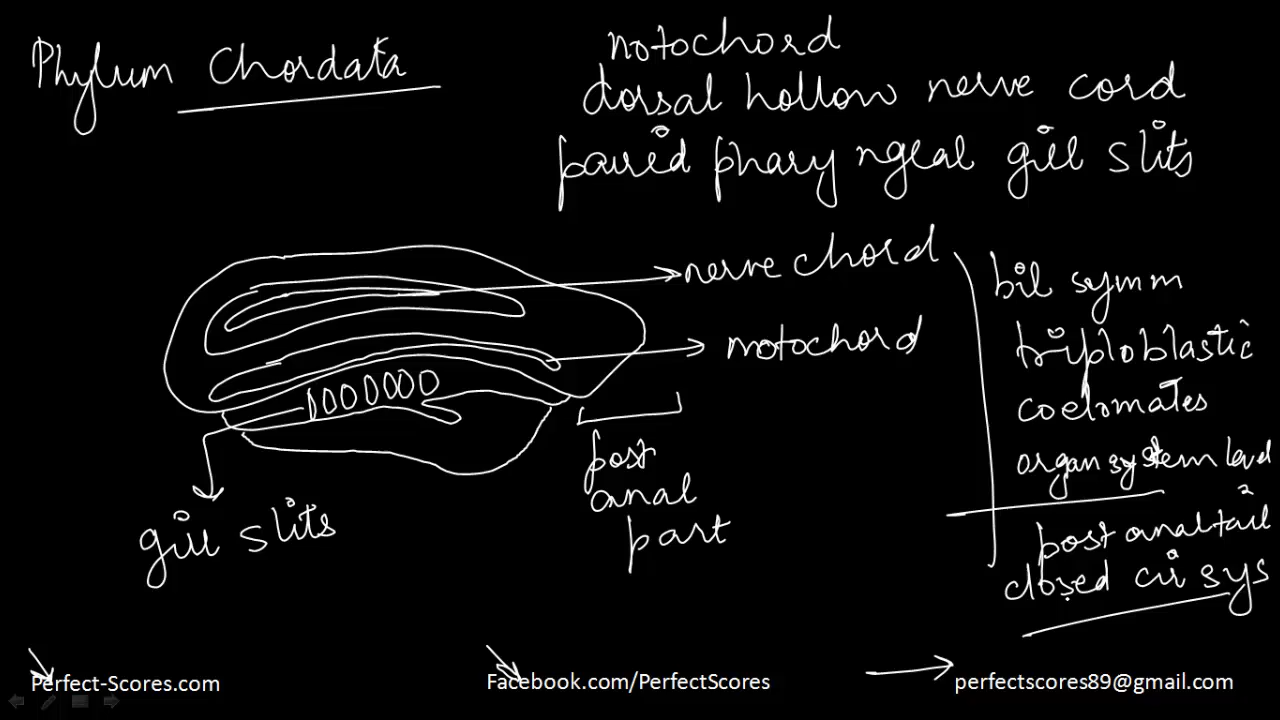 Phylum Chordata
notochord
dorsal hollow nerve cord
paired pharyngeal gill slits
nerve chord
notochord
bil symm
triploblastic
coelomates
organ system level
post anal tail
closed cir sys
post
anal
part
gill slits
Perfect-Scores.com
Facebook.com/PerfectScores
perfectscores89@gmail.com